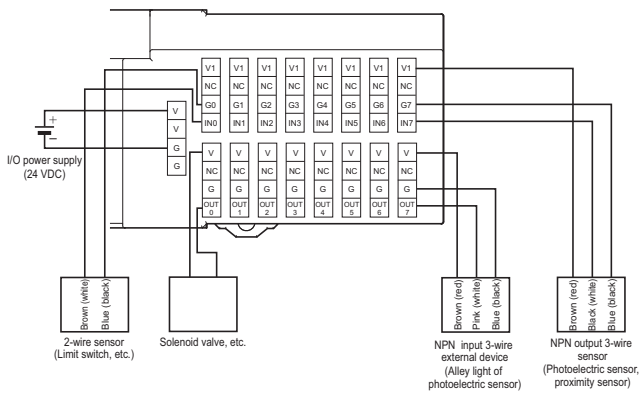 V1 V1 V1 V1 V1 V1 V1 V1
NC NC NC NC NC NC NC NC
G0 G1 G2 G3 G4 G5 G6 G7
IN0 IN1 IN2 IN3 IN4 IN5 IN6 IN7
V
V
G
G
+
−
I/O power supply
(24 VDC)
V V V V V V V V
NC NC NC NC NC NC NC NC
G G G G G G G G
OUT 0 OUT 1 OUT 2 OUT 3 OUT 4 OUT 5 OUT 6 OUT 7
Brown (white)
Blue (black)
2-wire sensor
(Limit switch, etc.)
Solenoid valve, etc.
Brown (red)
Pink (white)
Blue (black)
NPN input 3-wire
external device
(Alley light of
photoelectric sensor)
Brown (red)
Black (white)
Blue (black)
NPN output 3-wire
sensor
(Photoelectric sensor,
proximity sensor)